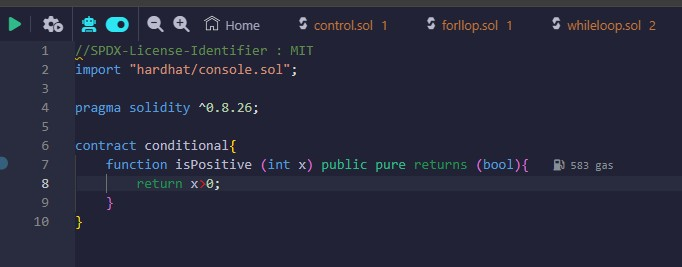 Home control.sol 1 forllop.sol 1 whileloop.sol 2
1 //SPDX-License-Identifier : MIT
2 import "hardhat/console.sol";
3
4 pragma solidity ^0.8.26;
5
6 contract conditional{
7 function isPositive (int x) public pure returns (bool){ 583 gas
8 return x>0;
9 }
10 }